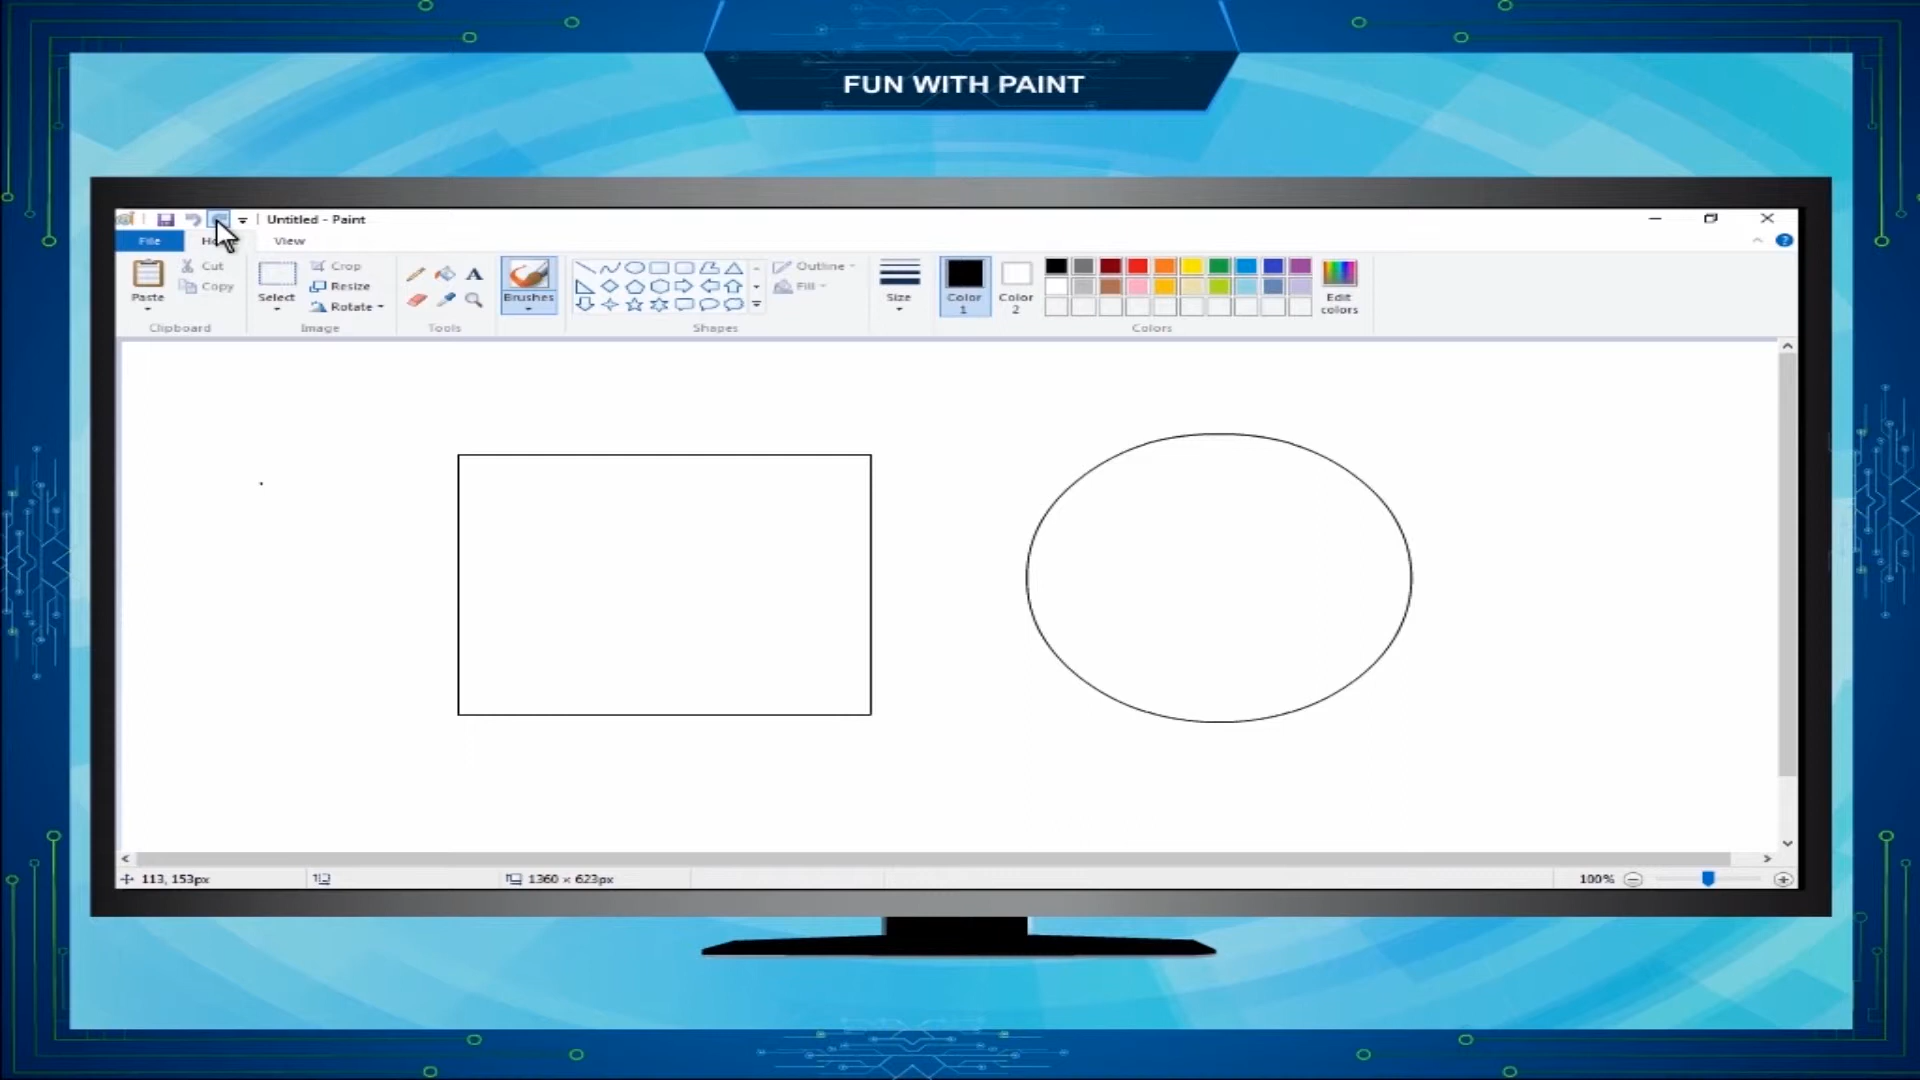 FUN WITH PAINT
Untitled - Paint
File
View
Paste
Cut
Copy
Clipboard
Select
Crop
Resize
Rotate
Image
A
Tools
Brushes
Shapes
Outline
Fill
Size
Color 1
Color 2
Edit colors
Colors
113, 153px
1360 × 623px
100%